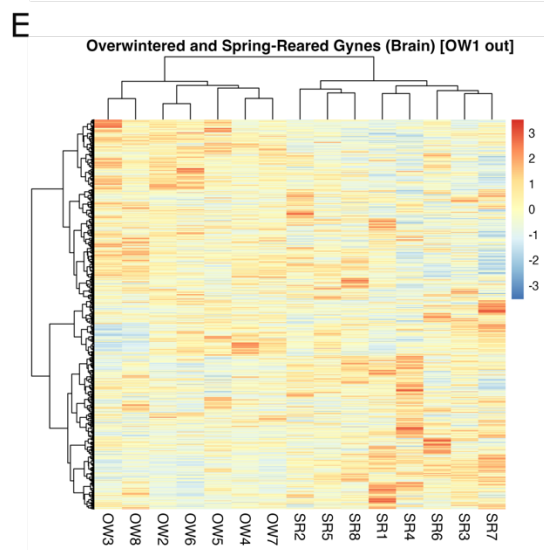 E
Overwintered and Spring-Reared Gynes (Brain) [OW1 out]
3
2
1
0
-1
-2
-3
OW3 OW8 OW2 OW6 OW5 OW4 OW7 SR2 SR5 SR8 SR1 SR4 SR6 SR3 SR7